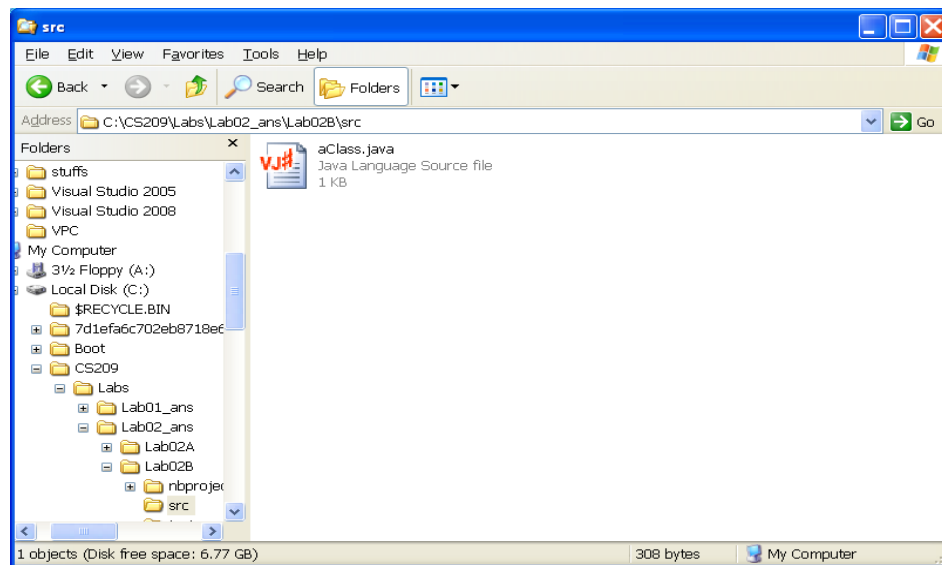 src
File Edit View Favorites Tools Help
Back Search Folders
Address C:\CS209\Labs\Lab02_ans\Lab02B\src Go
Folders
stuffs
Visual Studio 2005
Visual Studio 2008
VPC
My Computer
3½ Floppy (A:)
Local Disk (C:)
$RECYCLE.BIN
7d1efa6c702eb8718e
Boot
CS209
Labs
Lab01_ans
Lab02_ans
Lab02A
Lab02B
nbproje
src
VJ#
aClass.java
Java Language Source file
1 KB
1 objects (Disk free space: 6.77 GB) 308 bytes My Computer